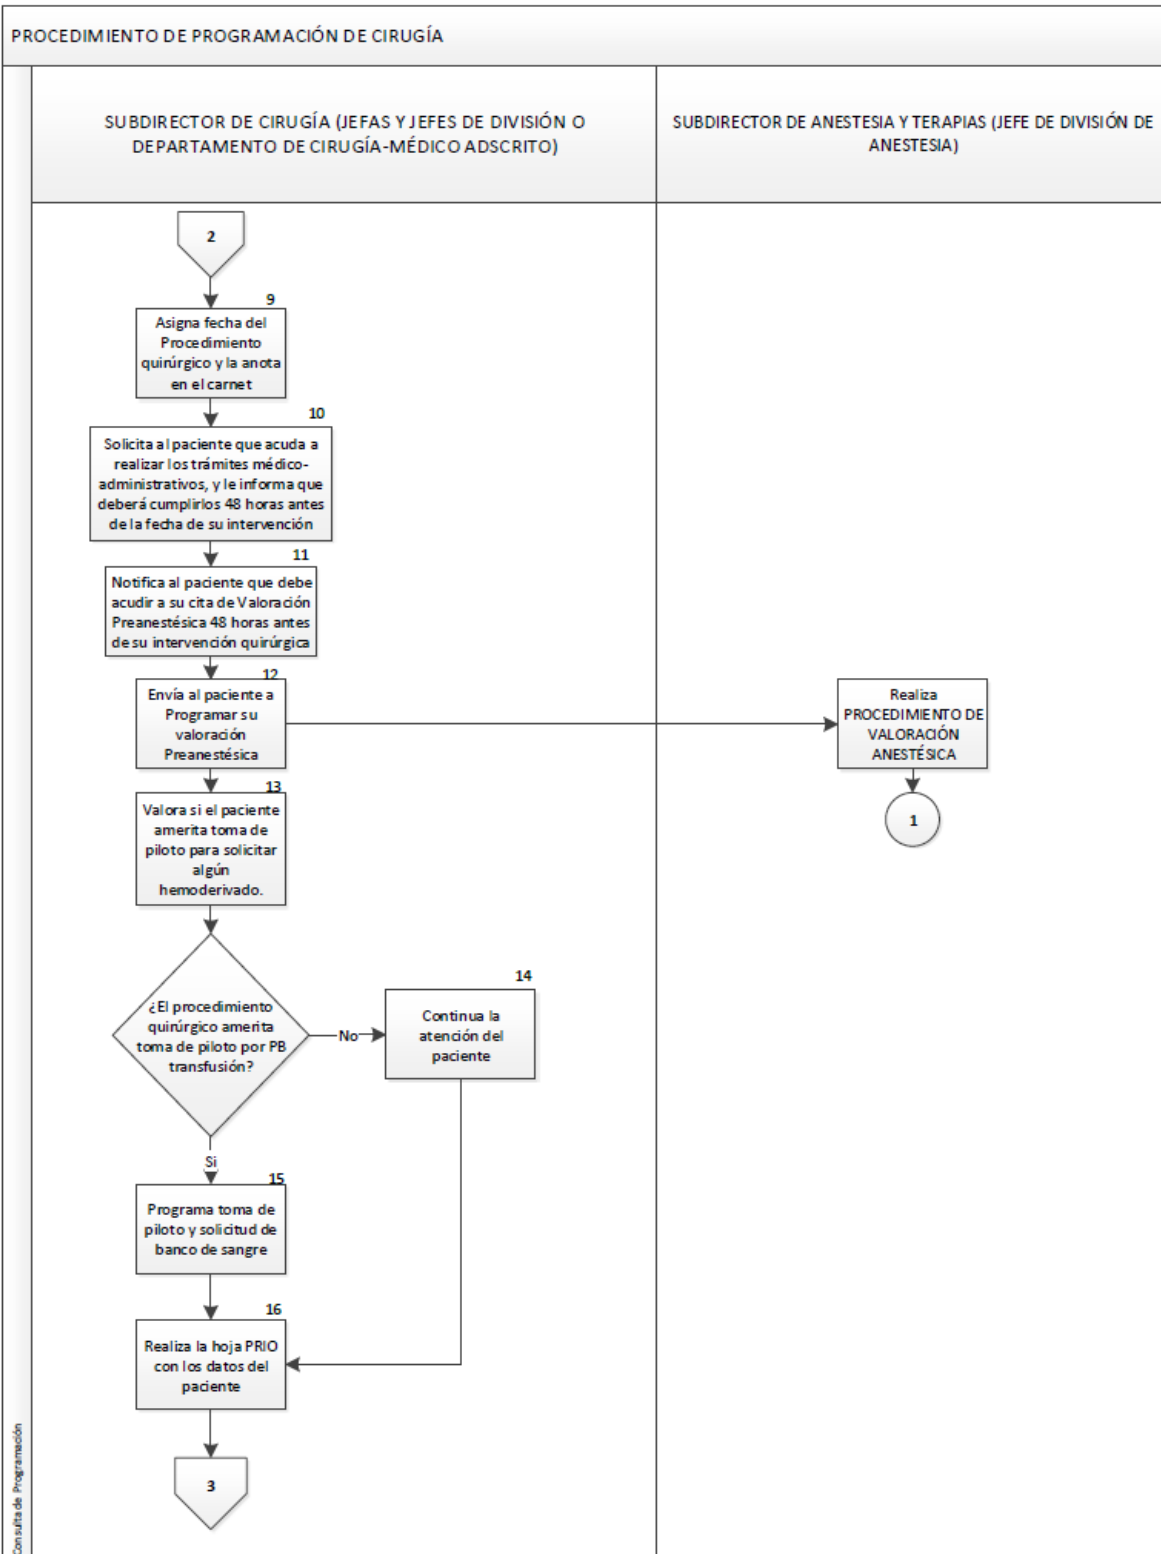 PROCEDIMIENTO DE PROGRAMACIÓN DE CIRUGÍA
SUBDIRECTOR DE CIRUGÍA (JEFAS Y JEFES DE DIVISIÓN O
DEPARTAMENTO DE CIRUGÍA-MÉDICO ADSCRITO)
SUBDIRECTOR DE ANESTESIA Y TERAPIAS (JEFE DE DIVISIÓN DE
ANESTESIA)
2
9
Asigna fecha del
Procedimiento
quirúrgico y la anota
en el carnet
10
Solicita al paciente que acuda a
realizar los trámites médico-
administrativos, y le informa que
deberá cumplirlos 48 horas antes
de la fecha de su intervención
11
Notifica al paciente que debe
acudir a su cita de Valoración
Preanestésica 48 horas antes
de su intervención quirúrgica
12
Envía al paciente a
Programar su
valoración
Preanestésica
Realiza
PROCEDIMIENTO DE
VALORACIÓN
ANESTÉSICA
1
13
Valora si el paciente
amerita toma de
piloto para solicitar
algún
hemoderivado.
¿El procedimiento
quirúrgico amerita
toma de piloto por PB
transfusión?
No
14
Continua la
atención del
paciente
Si
15
Programa toma de
piloto y solicitud de
banco de sangre
16
Realiza la hoja PRIO
con los datos del
paciente
3
Consulta de Programación